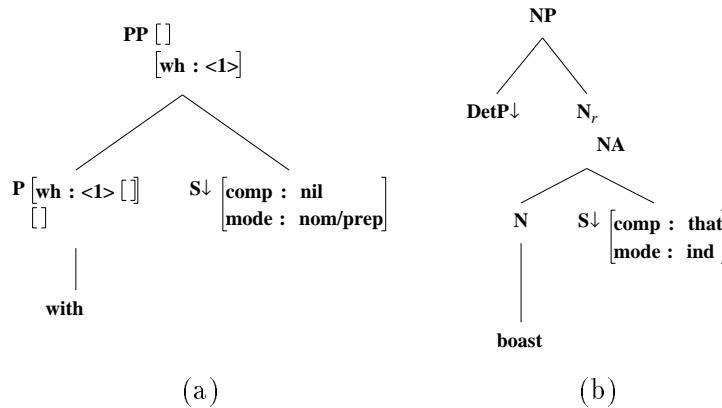 PP []
[wh : <1>]
P [wh : <1> []]
[]
S↓ [comp : nil
mode : nom/prep]
with
(a)
NP
DetP↓ N_r
NA
N
S↓ [comp : that
mode : ind]
boast
(b)